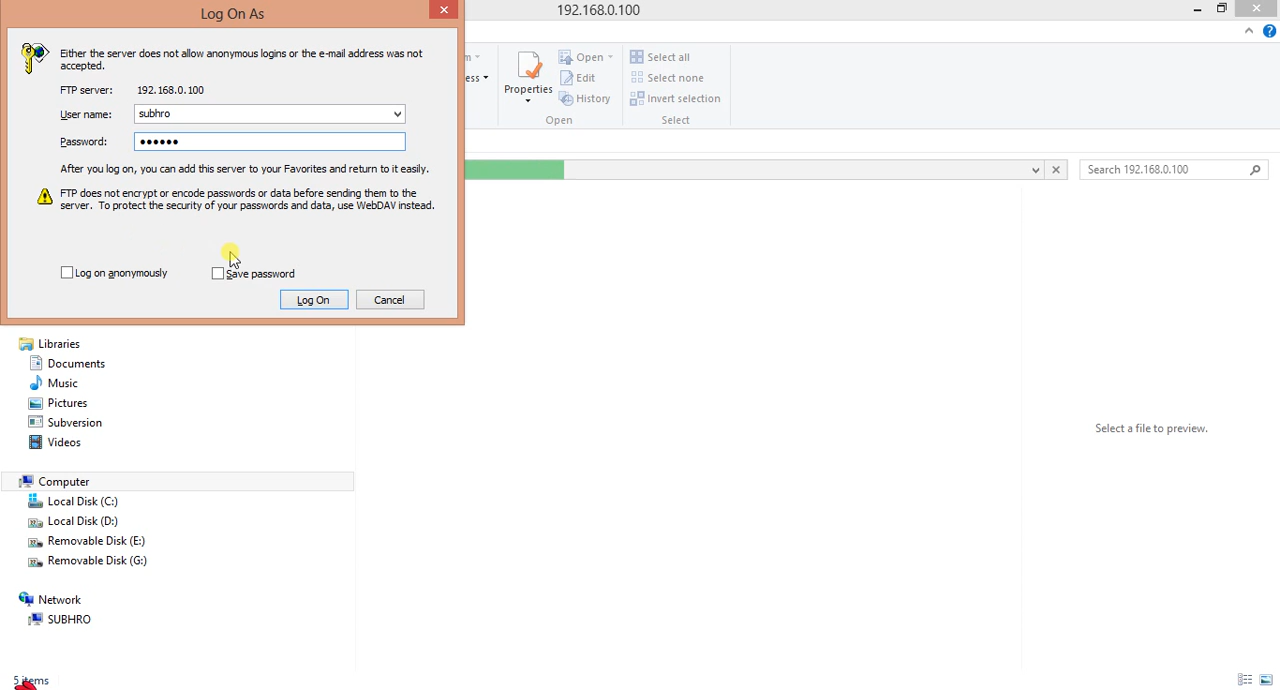 Log On As
192.168.0.100
Either the server does not allow anonymous logins or the e-mail address was not
accepted.
FTP server: 192.168.0.100
User name: subhro
Password: ••••••
After you log on, you can add this server to your Favorites and return to it easily.
FTP does not encrypt or encode passwords or data before sending them to the
server. To protect the security of your passwords and data, use WebDAV instead.
Log on anonymously
Save password
Log On
Cancel
Properties
Open
Edit
History
Open
Select all
Select none
Invert selection
Select
Search 192.168.0.100
Libraries
Documents
Music
Pictures
Subversion
Videos
Computer
Local Disk (C:)
Local Disk (D:)
Removable Disk (E:)
Removable Disk (G:)
Network
SUBHRO
Select a file to preview.
5 items